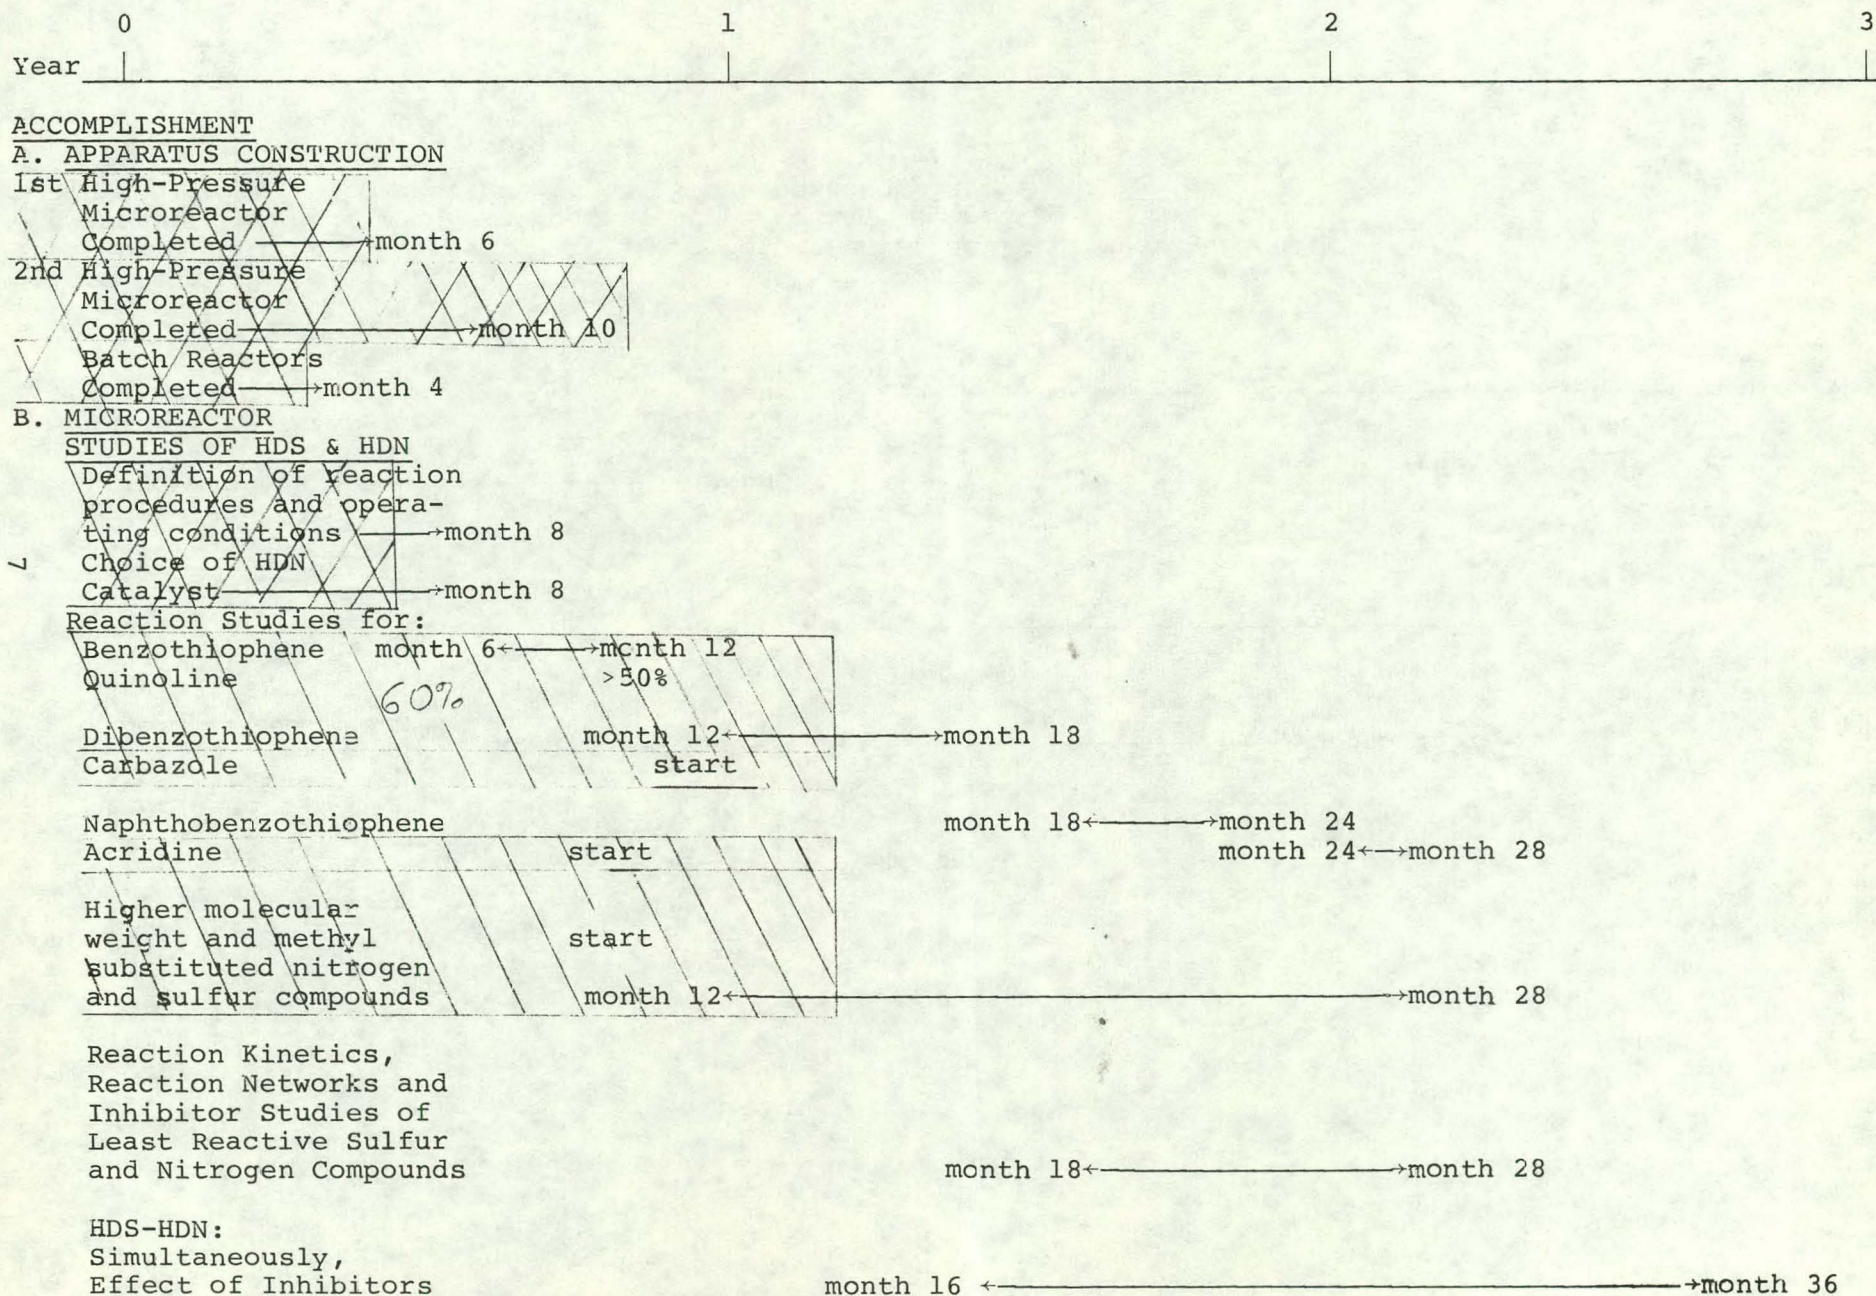 0 1 2 3
Year
ACCOMPLISHMENT
A. APPARATUS CONSTRUCTION
1st High-Pressure
Microreactor
Completed →month 6
2nd High-Pressure
Microreactor
Completed →month 10
Batch Reactors
Completed →month 4
B. MICROREACTOR
STUDIES OF HDS & HDN
Definition of reaction
procedures and opera-
ting conditions →month 8
Choice of HDN
Catalyst →month 8
7
Reaction Studies for:
Benzothiophene month 6←→mcnth 12
Quinoline >50%
60%
Dibenzothiophene month 12←→month 18
Carbazole start
Naphthobenzothiophene month 18←→month 24
Acridine start month 24←→month 28
Higher molecular
weight and methyl start
substituted nitrogen
and sulfur compounds month 12←→month 28
Reaction Kinetics,
Reaction Networks and
Inhibitor Studies of
Least Reactive Sulfur
and Nitrogen Compounds month 18←→month 28
HDS-HDN:
Simultaneously,
Effect of Inhibitors month 16 ←→month 36